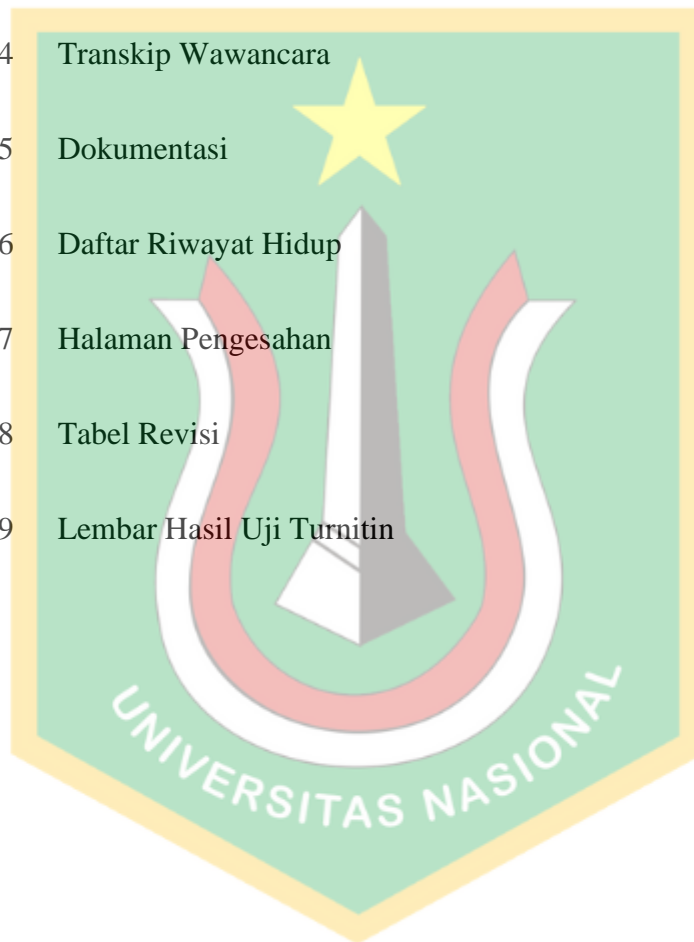 4 Transkip Wawancara
5 Dokumentasi
6 Daftar Riwayat Hidup
7 Halaman Pengesahan
8 Tabel Revisi
9 Lembar Hasil Uji Turnitin
UNIVERSITAS NASIONAL